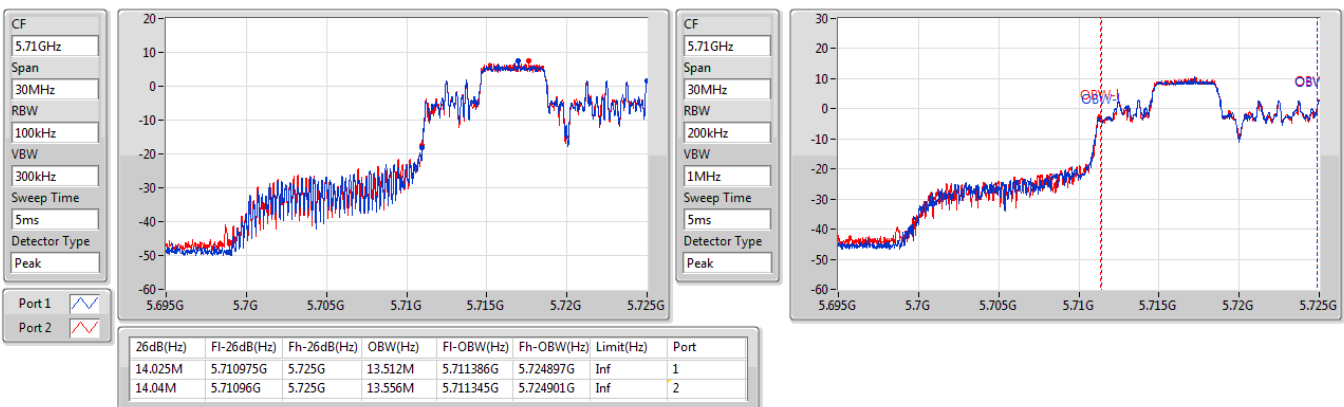 CF
5.71GHz
Span
30MHz
RBW
100kHz
VBW
300kHz
Sweep Time
5ms
Detector Type
Peak
Port 1
Port 2
20
10
0
-10
-20
-30
-40
-50
-60
5.695G 5.7G 5.705G 5.71G 5.715G 5.72G 5.725G
CF
5.71GHz
Span
30MHz
RBW
200kHz
VBW
1MHz
Sweep Time
5ms
Detector Type
Peak
30
20
10
0
-10
-20
-30
-40
-50
-60
5.695G 5.7G 5.705G 5.71G 5.715G 5.72G 5.725G
OBW-l
OBW
26dB(Hz) Fl-26dB(Hz) Fh-26dB(Hz) OBW(Hz) Fl-OBW(Hz) Fh-OBW(Hz) Limit(Hz) Port
14.025M 5.710975G 5.725G 13.512M 5.711386G 5.724897G Inf 1
14.04M 5.71096G 5.725G 13.556M 5.711345G 5.724901G Inf 2